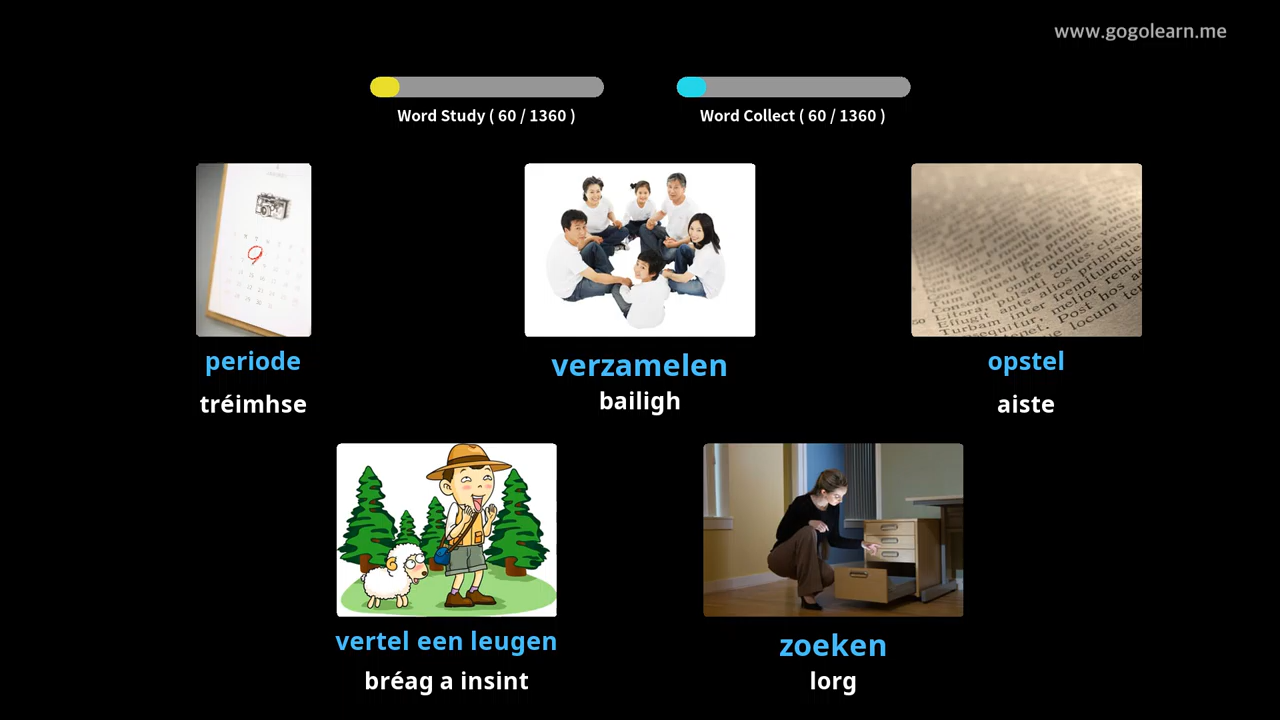 www.gogolearn.me
Word Study ( 60 / 1360 )
Word Collect ( 60 / 1360 )
periode
tréimhse
verzamelen
bailigh
opstel
aiste
vertel een leugen
bréag a insint
zoeken
lorg